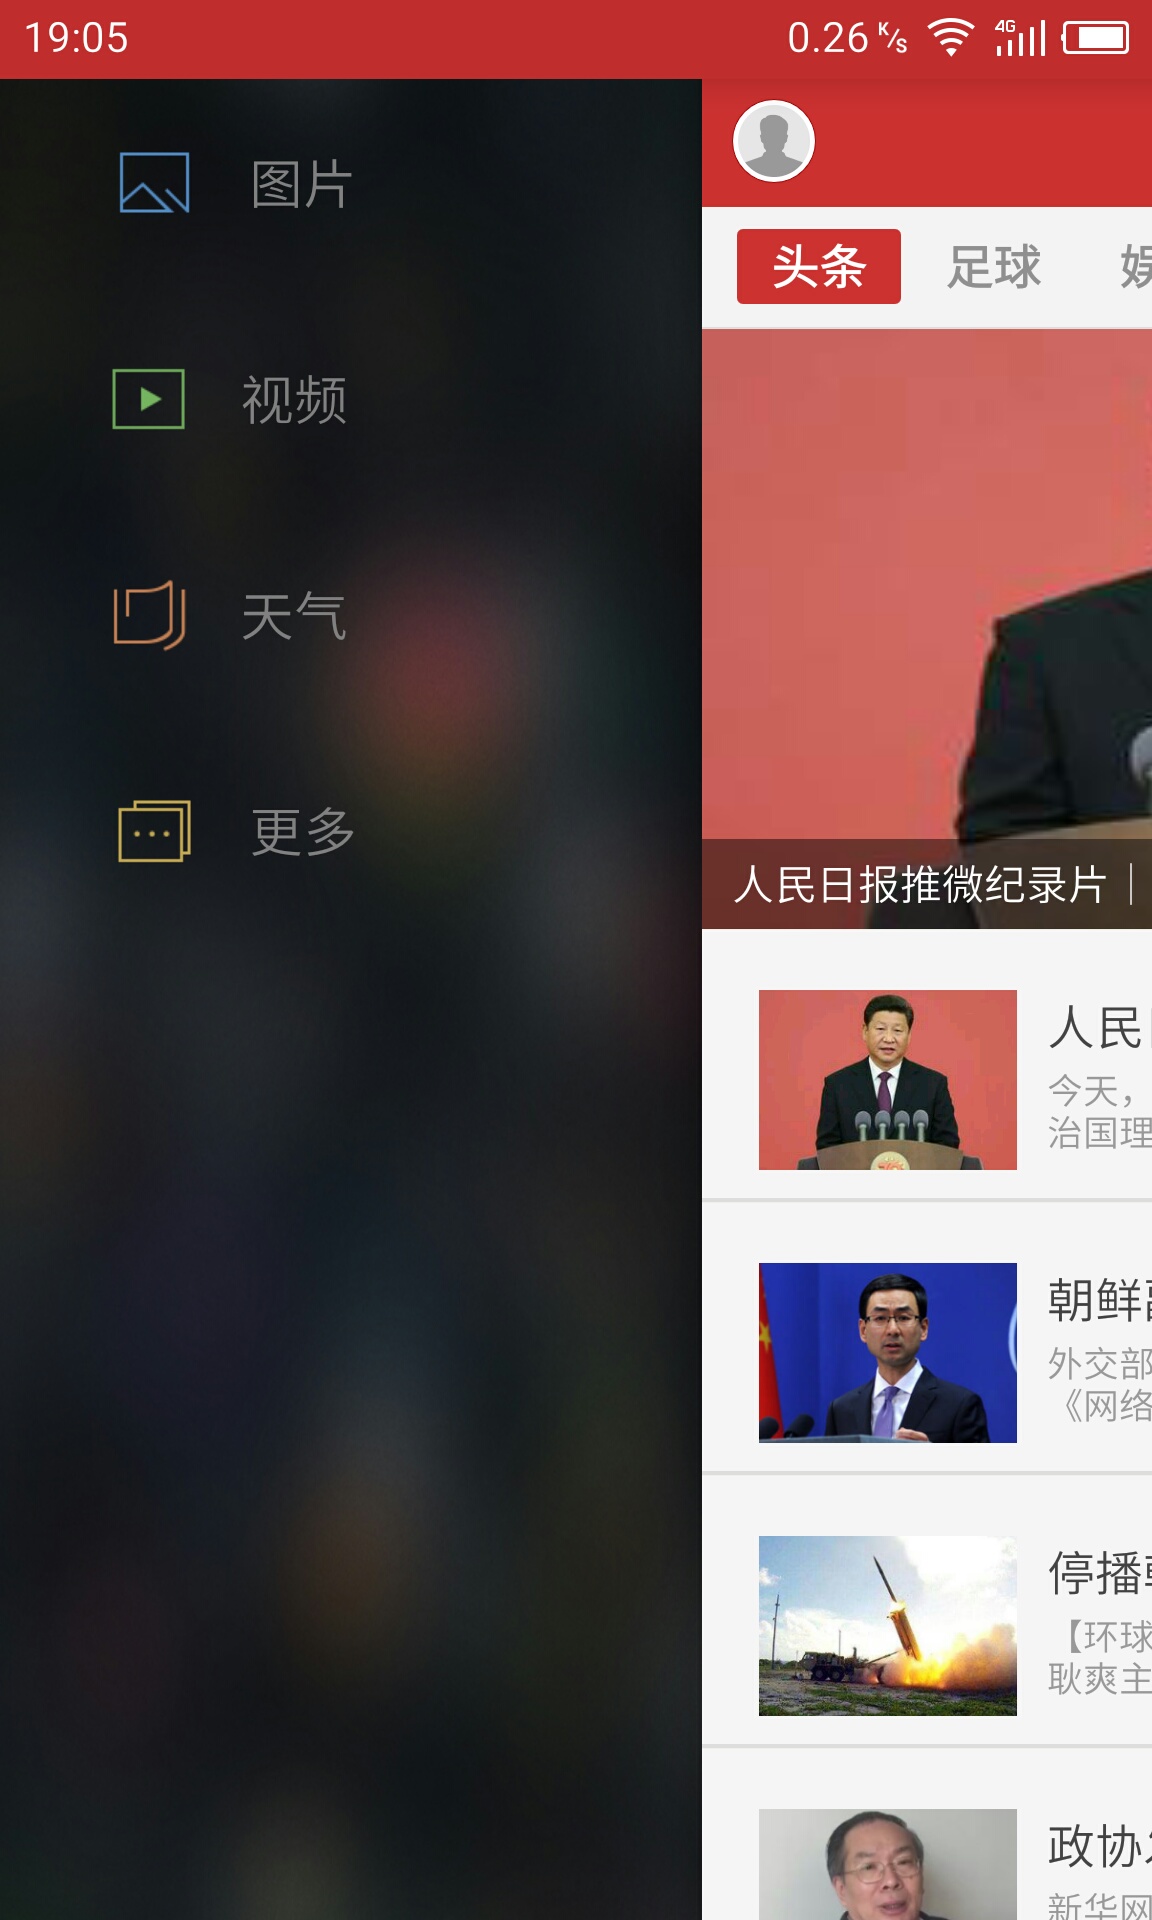 19:05
0.26 K/s
4G
图片
视频
天气
更多
头条 足球
人民日报推微纪录片｜
人民
今天，
治国理
朝鲜
外交部
《网络
停播
【环球
耿爽主
政协
新华网